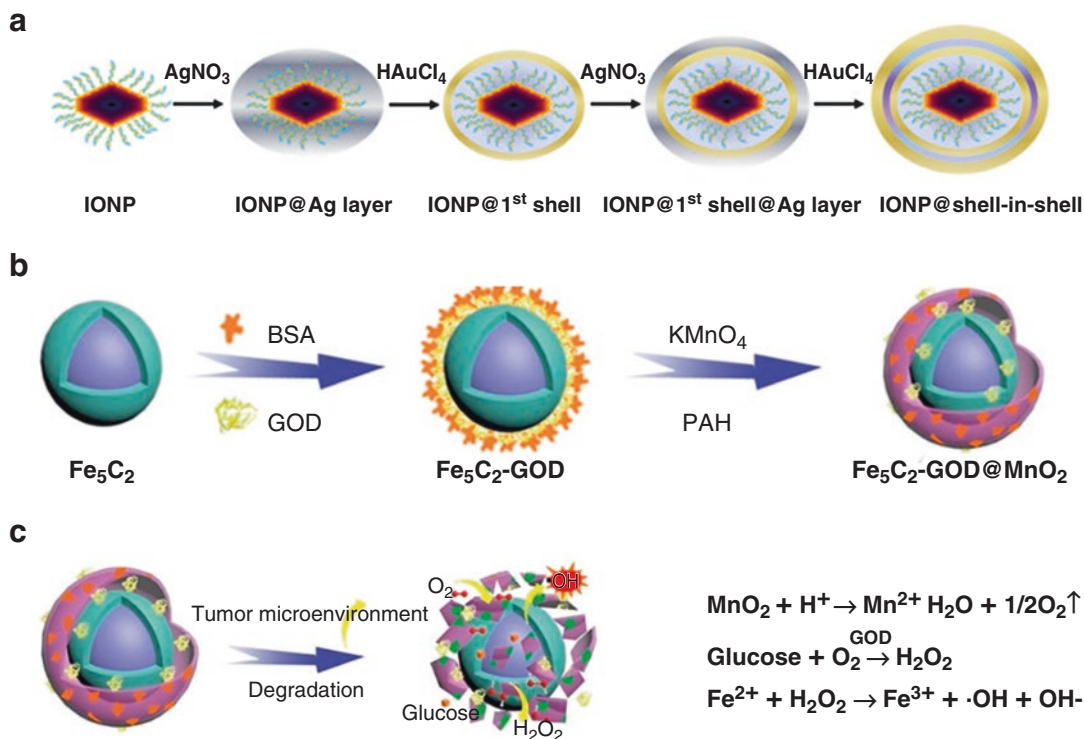 a
AgNO₃
HAuCl₄
AgNO₃
HAuCl₄
IONP
IONP@Ag layer
IONP@1ˢᵗ shell
IONP@1ˢᵗ shell@Ag layer
IONP@shell-in-shell
b
BSA
GOD
KMnO₄
PAH
Fe₅C₂
Fe₅C₂-GOD
Fe₅C₂-GOD@MnO₂
c
Tumor microenvironment
Degradation
O₂
OH
Glucose
H₂O₂
MnO₂ + H⁺ → Mn²⁺ H₂O + 1/2O₂↑
GOD
Glucose + O₂ → H₂O₂
Fe²⁺ + H₂O₂ → Fe³⁺ + ·OH + OH-